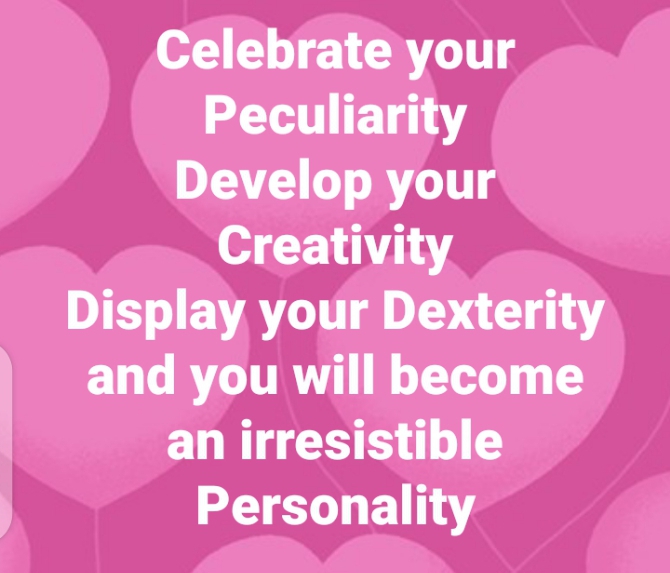 Celebrate your
Peculiarity
Develop your
Creativity
Display your Dexterity
and you will become
an irresistible
Personality